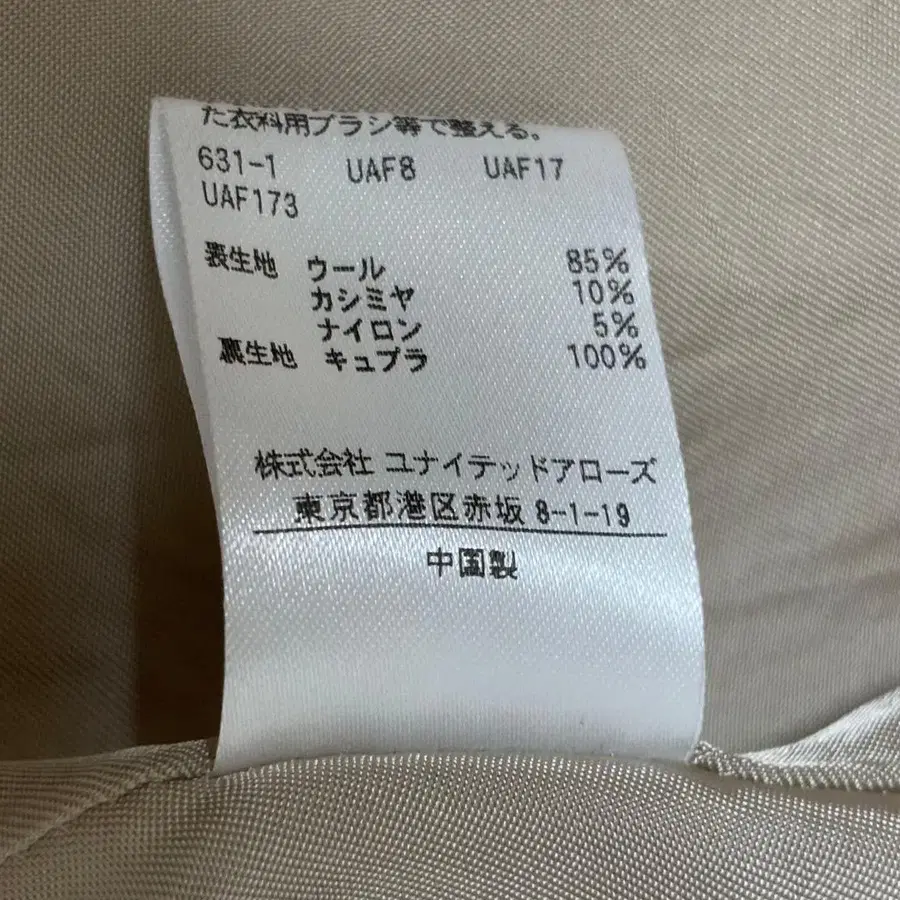 た衣料用ブラシ等で整える。
631-1 UAF8 UAF17
UAF173
表生地 ウール 85%
カシミヤ 10%
ナイロン 5%
裏生地 キュプラ 100%
株式会社 ユナイテッドアローズ
東京都港区赤坂 8-1-19
中国製